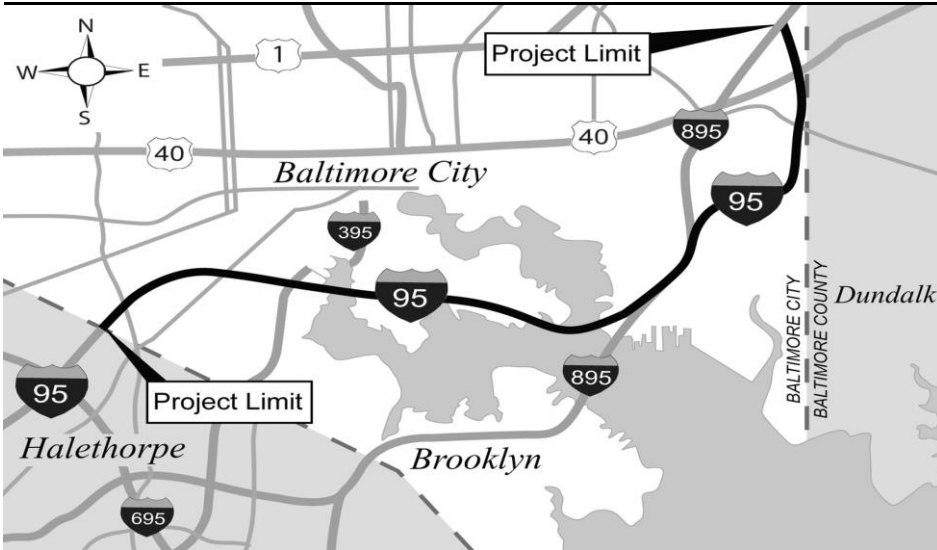 N
W
E
S
1
Project Limit
40
40
895
Baltimore City
95
395
95
Dundalk
BALTIMORE CITY
BALTIMORE COUNTY
895
95
Project Limit
Halethorpe
Brooklyn
695